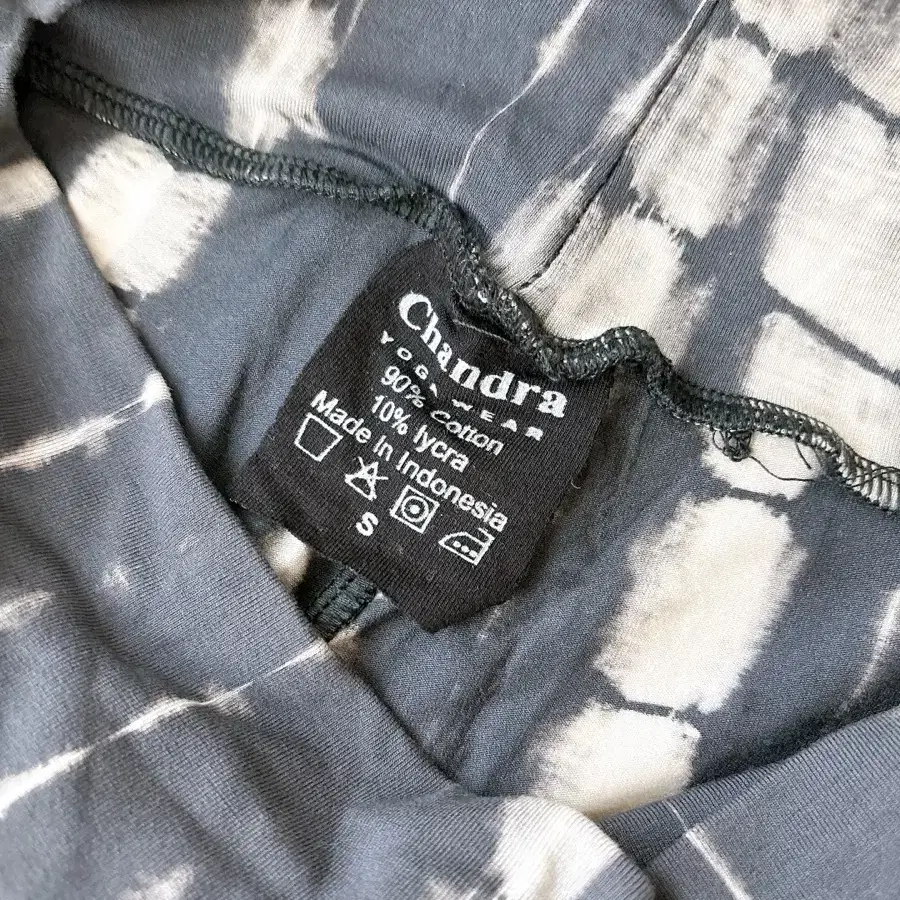 Chandra
YOGA WEAR
90% Cotton
10% lycra
Made In Indonesia
S